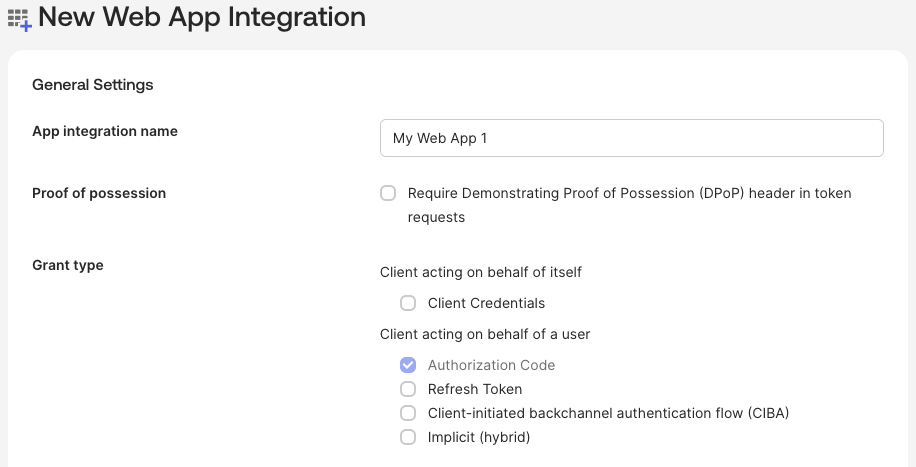 New Web App Integration
General Settings
App integration name
My Web App 1
Proof of possession
Require Demonstrating Proof of Possession (DPoP) header in token
requests
Grant type
Client acting on behalf of itself
Client Credentials
Client acting on behalf of a user
Authorization Code
Refresh Token
Client-initiated backchannel authentication flow (CIBA)
Implicit (hybrid)